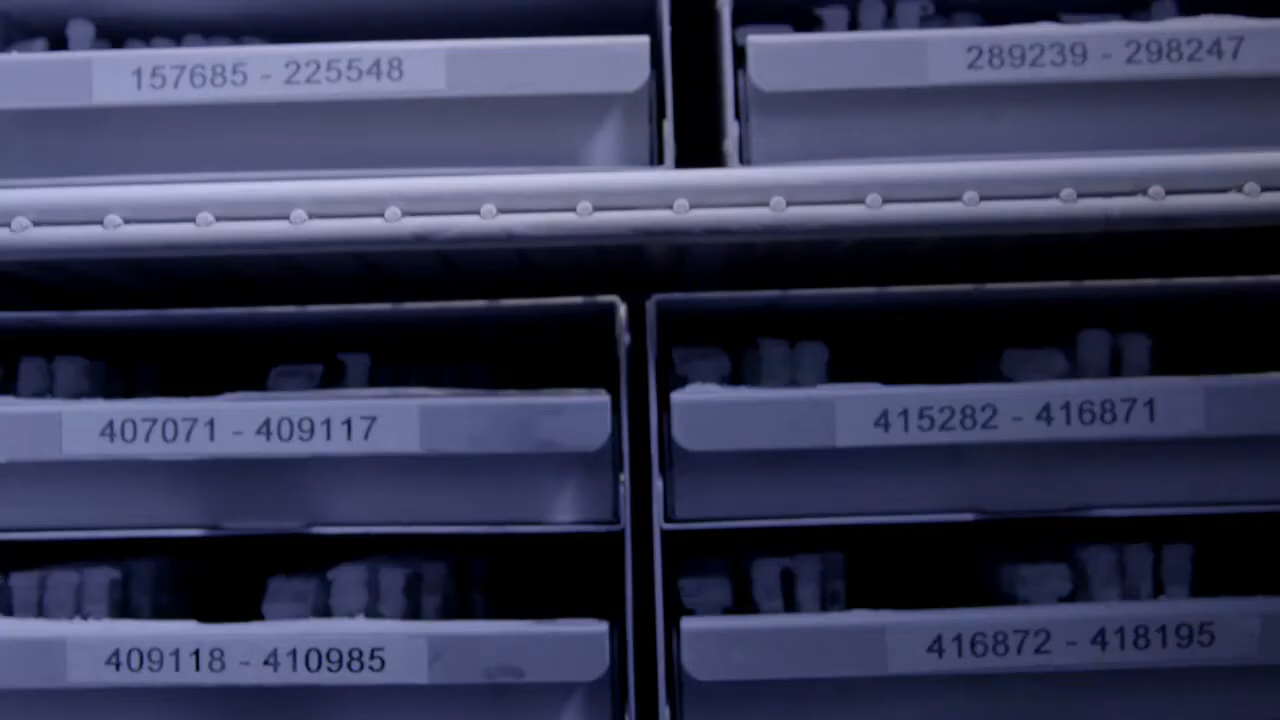 157685 - 225548
289239 - 298247
407071 - 409117
415282 - 416871
409118 - 410985
416872 - 418195